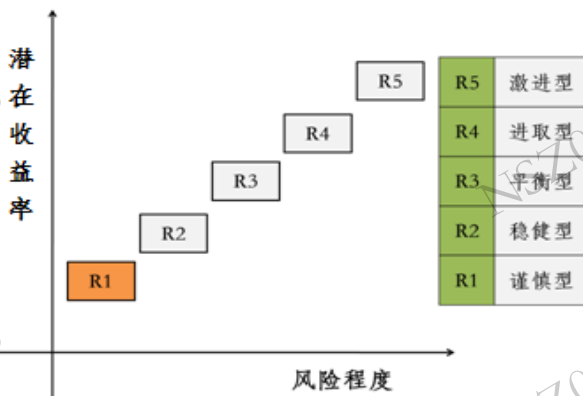 潜在收益率
R5
R4
R3
R2
R1
风险程度
R5 激进型
R4 进取型
R3 平衡型
R2 稳健型
R1 谨慎型
NSZC